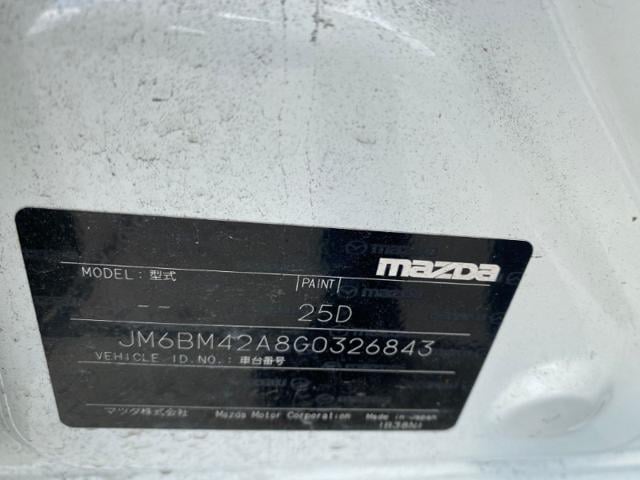 mazda
MODEL:型式 PAINT
-- 25D
JM6BM42A8G0326843
VEHICLE ID.NO.:車台番号
マツダ株式会社 Mazda Motor Corporation Made in Japan
(B38N)